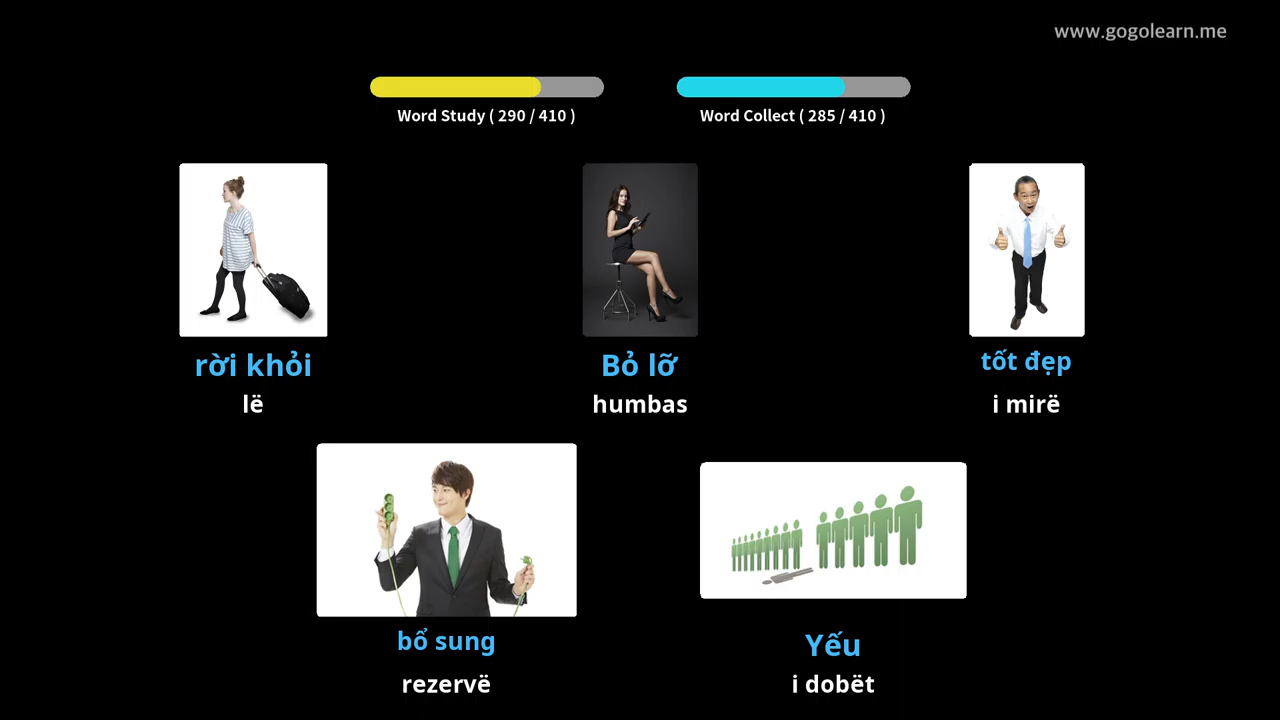 www.gogolearn.me
Word Study ( 290 / 410 )
Word Collect ( 285 / 410 )
rời khỏi
lë
Bỏ lỡ
humbas
tốt đẹp
i mirë
bổ sung
rezervë
Yếu
i dobët